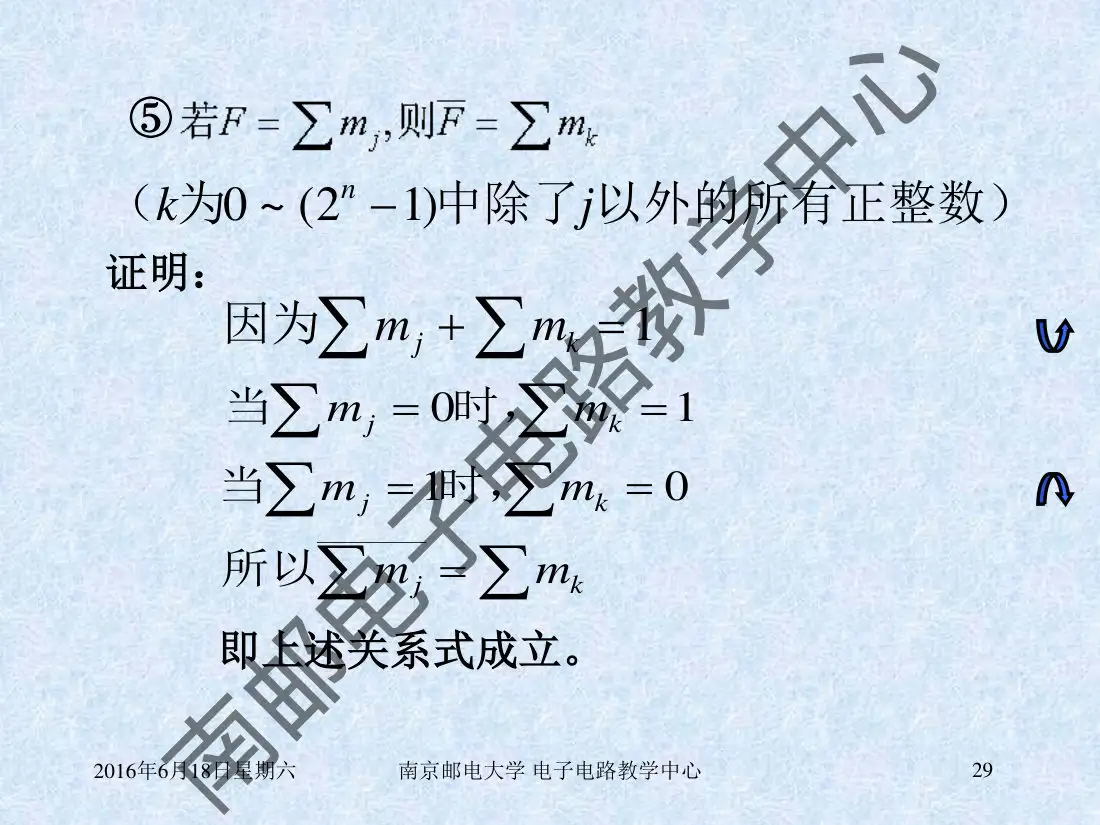 ⑤若F = ∑m_j,则F̅ = ∑m_k
（k为0 ~ (2^n − 1)中除了j以外的所有正整数）
证明：
因为∑m_j + ∑m_k = 1
当∑m_j = 0时，∑m_k = 1
当∑m_j = 1时，∑m_k = 0
所以\overline{∑m_j} = ∑m_k
即上述关系式成立。
南邮电子电路教学中心
2016年6月18日星期六 南京邮电大学 电子电路教学中心 29